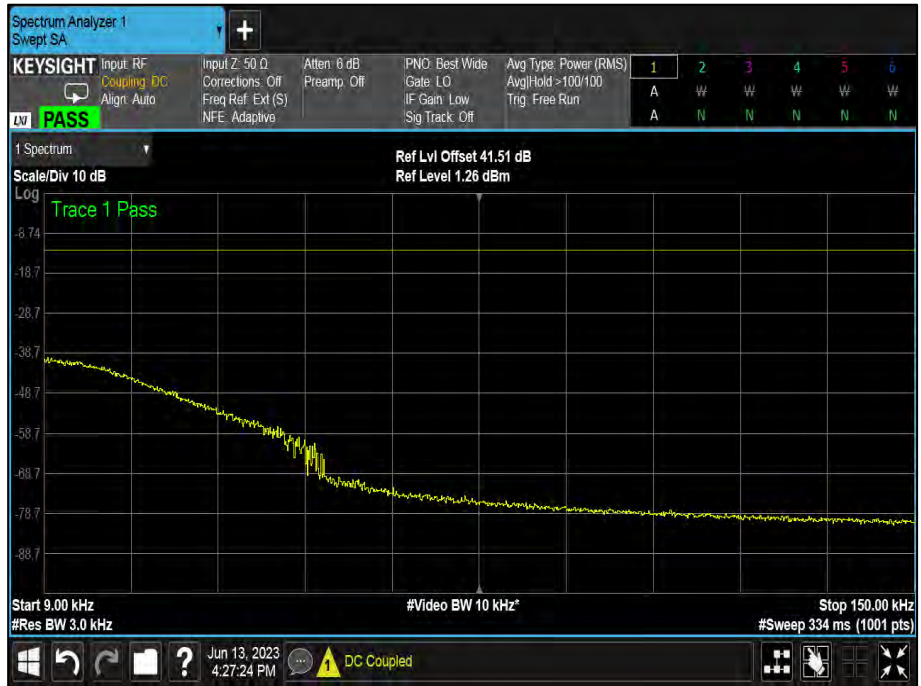 Spectrum Analyzer 1
Swept SA
+
KEYSIGHT Input: RF Input Z: 50 Ω Atten: 6 dB PNO: Best Wide Avg Type: Power (RMS) 1 2 3 4 5 6
Coupling: DC Corrections: Off Preamp: Off Gate: LO Avg|Hold >100/100 A W W W W W
Align: Auto Freq Ref: Ext (S) IF Gain: Low Trig: Free Run
LXI PASS NFE: Adaptive Sig Track: Off A N N N N N
1 Spectrum
Ref Lvl Offset 41.51 dB
Scale/Div 10 dB Ref Level 1.26 dBm
Log
Trace 1 Pass
-8.74
-18.7
-28.7
-38.7
-48.7
-58.7
-68.7
-78.7
-88.7
Start 9.00 kHz #Video BW 10 kHz* Stop 150.00 kHz
#Res BW 3.0 kHz #Sweep 334 ms (1001 pts)
? Jun 13, 2023
4:27:24 PM 1 DC Coupled